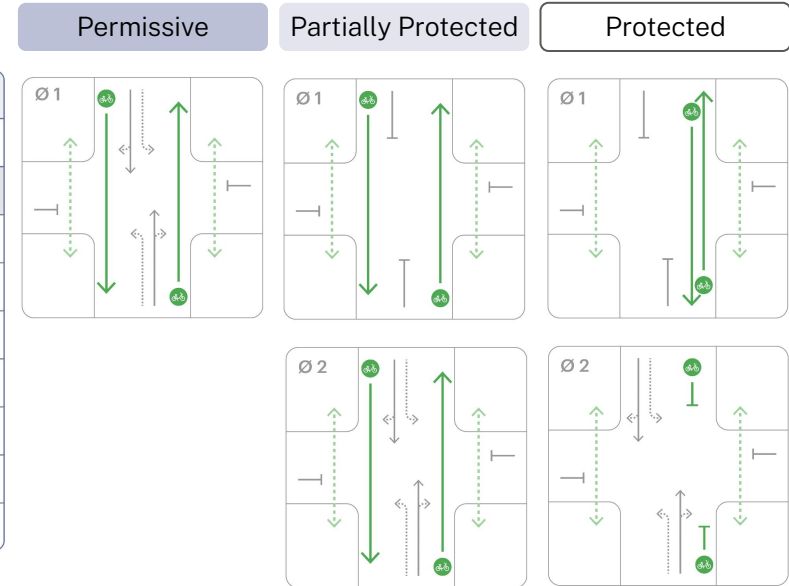 Permissive
Partially Protected
Protected
Ø 1
Ø 1
Ø 1
Ø 2
Ø 2